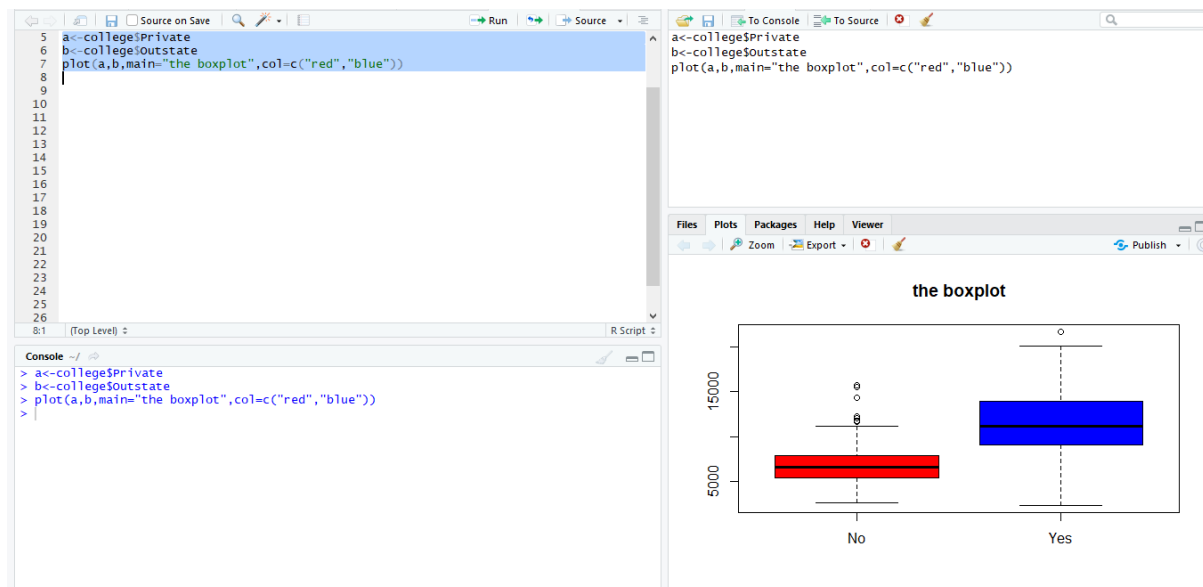 Source on Save
Run
Source
5 a<-college$Private
6 b<-college$Outstate
7 plot(a,b,main="the boxplot",col=c("red","blue"))
8
9
10
11
12
13
14
15
16
17
18
19
20
21
22
23
24
25
26
8:1 (Top Level) R Script
Console ~/
> a<-college$Private
> b<-college$Outstate
> plot(a,b,main="the boxplot",col=c("red","blue"))
>
To Console To Source
a<-college$Private
b<-college$Outstate
plot(a,b,main="the boxplot",col=c("red","blue"))
Files Plots Packages Help Viewer
Zoom Export Publish
the boxplot
15000
5000
No Yes